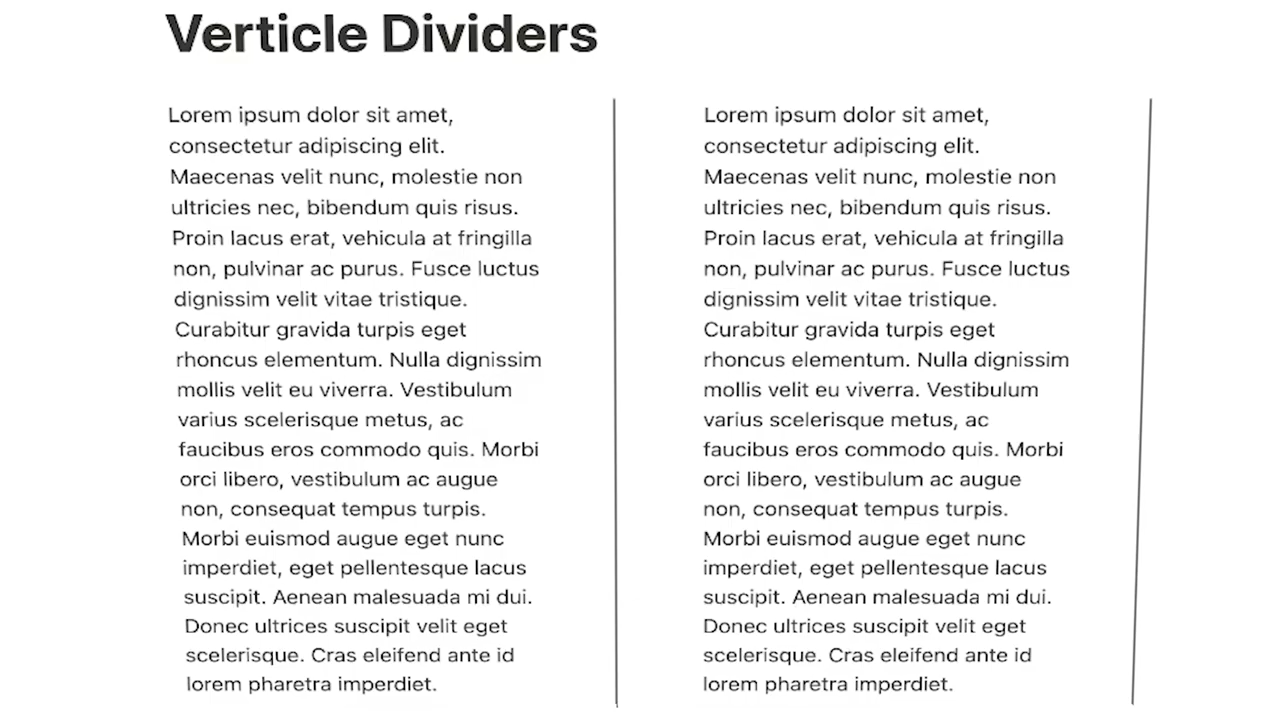 Verticle Dividers
Lorem ipsum dolor sit amet,
consectetur adipiscing elit.
Maecenas velit nunc, molestie non
ultricies nec, bibendum quis risus.
Proin lacus erat, vehicula at fringilla
non, pulvinar ac purus. Fusce luctus
dignissim velit vitae tristique.
Curabitur gravida turpis eget
rhoncus elementum. Nulla dignissim
mollis velit eu viverra. Vestibulum
varius scelerisque metus, ac
faucibus eros commodo quis. Morbi
orci libero, vestibulum ac augue
non, consequat tempus turpis.
Morbi euismod augue eget nunc
imperdiet, eget pellentesque lacus
suscipit. Aenean malesuada mi dui.
Donec ultrices suscipit velit eget
scelerisque. Cras eleifend ante id
lorem pharetra imperdiet.
Lorem ipsum dolor sit amet,
consectetur adipiscing elit.
Maecenas velit nunc, molestie non
ultricies nec, bibendum quis risus.
Proin lacus erat, vehicula at fringilla
non, pulvinar ac purus. Fusce luctus
dignissim velit vitae tristique.
Curabitur gravida turpis eget
rhoncus elementum. Nulla dignissim
mollis velit eu viverra. Vestibulum
varius scelerisque metus, ac
faucibus eros commodo quis. Morbi
orci libero, vestibulum ac augue
non, consequat tempus turpis.
Morbi euismod augue eget nunc
imperdiet, eget pellentesque lacus
suscipit. Aenean malesuada mi dui.
Donec ultrices suscipit velit eget
scelerisque. Cras eleifend ante id
lorem pharetra imperdiet.